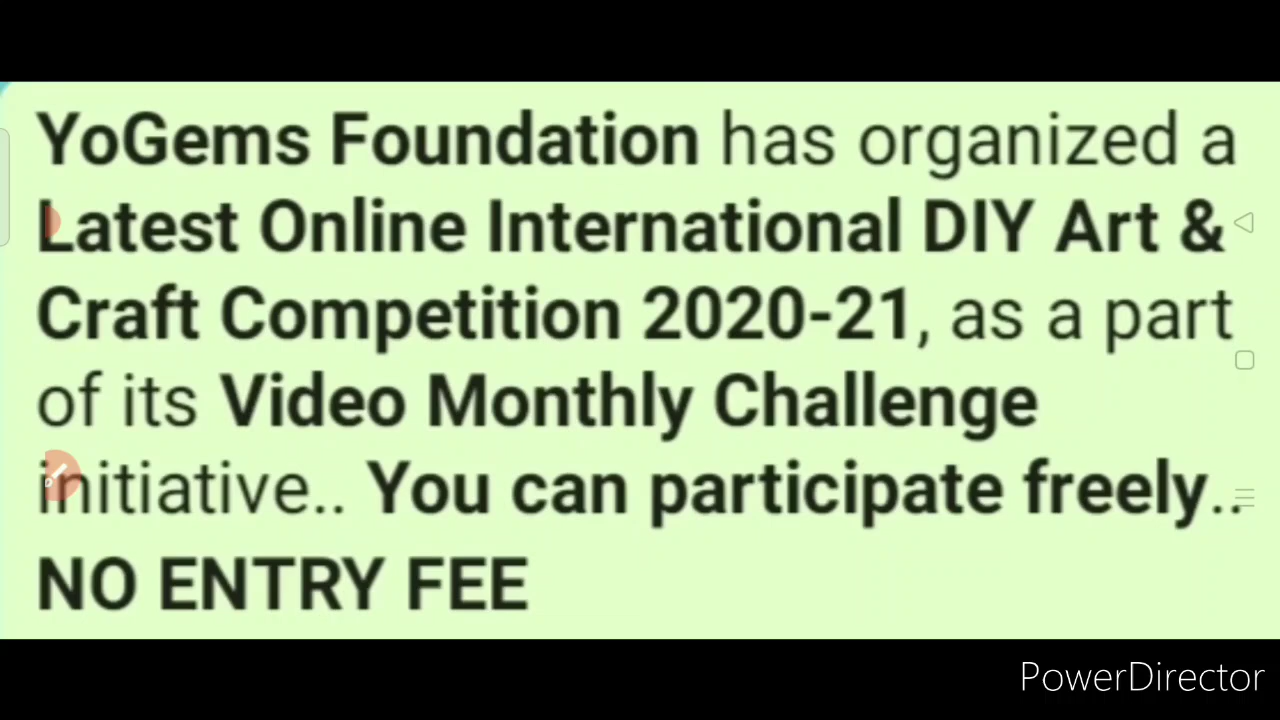 YoGems Foundation has organized a
Latest Online International DIY Art &
Craft Competition 2020-21, as a part
of its Video Monthly Challenge
initiative.. You can participate freely..
NO ENTRY FEE
PowerDirector